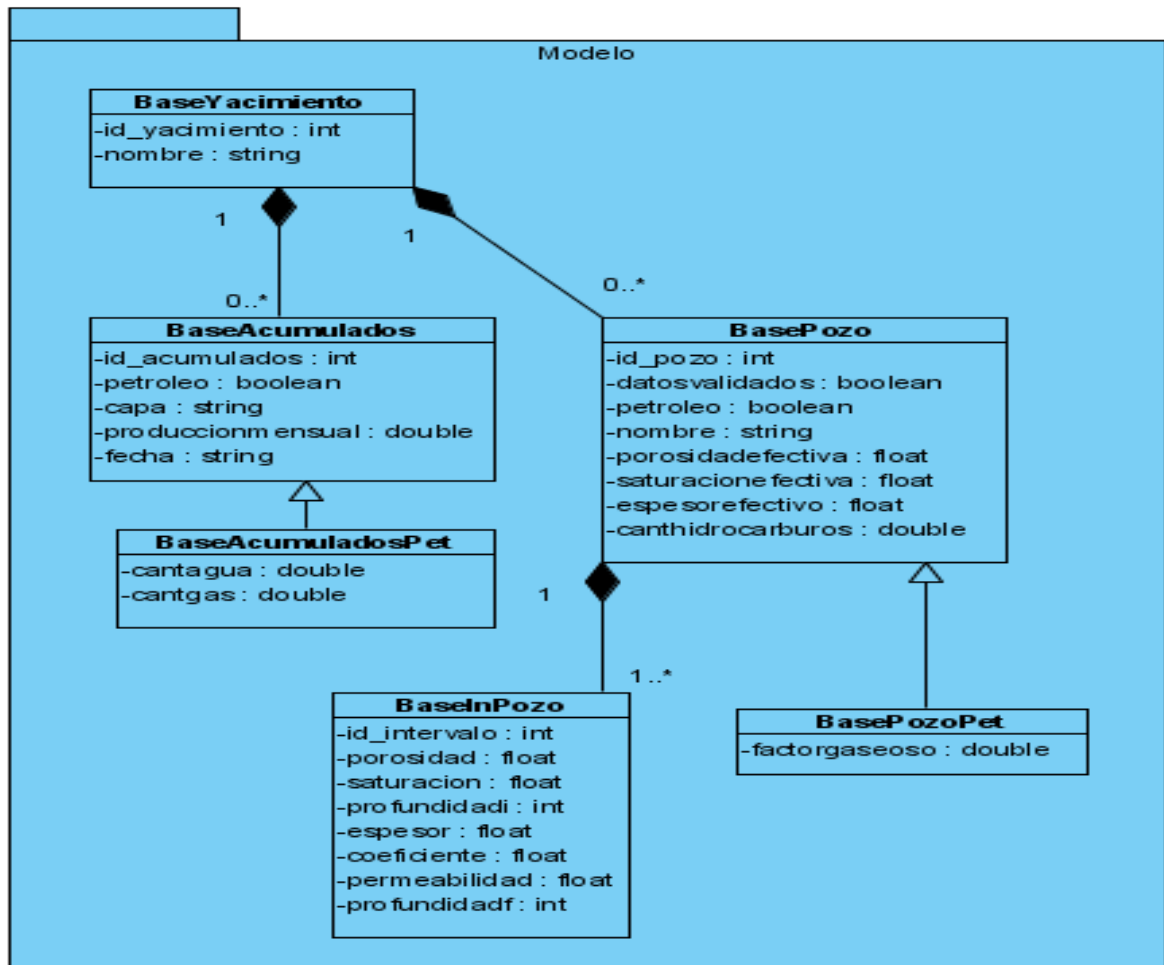 Modelo
BaseYacimiento
-id_yacimiento : int
-nombre : string
1
1
0..*
0..*
BaseAcumulados
-id_acumulados : int
-petroleo : boolean
-capa : string
-produccionmensual : double
-fecha : string
BasePozo
-id_pozo : int
-datosvalidados : boolean
-petroleo : boolean
-nombre : string
-porosidadefectiva : float
-saturacionefectiva : float
-espesorefectivo : float
-canthidrocarburos : double
BaseAcumuladosPet
-cantagua : double
-cantgas : double
1
1..*
BaseInPozo
-id_intervalo : int
-porosidad : float
-saturacion : float
-profundidadi : int
-espesor : float
-coeficiente : float
-permeabilidad : float
-profundidadf : int
BasePozoPet
-factorgaseoso : double